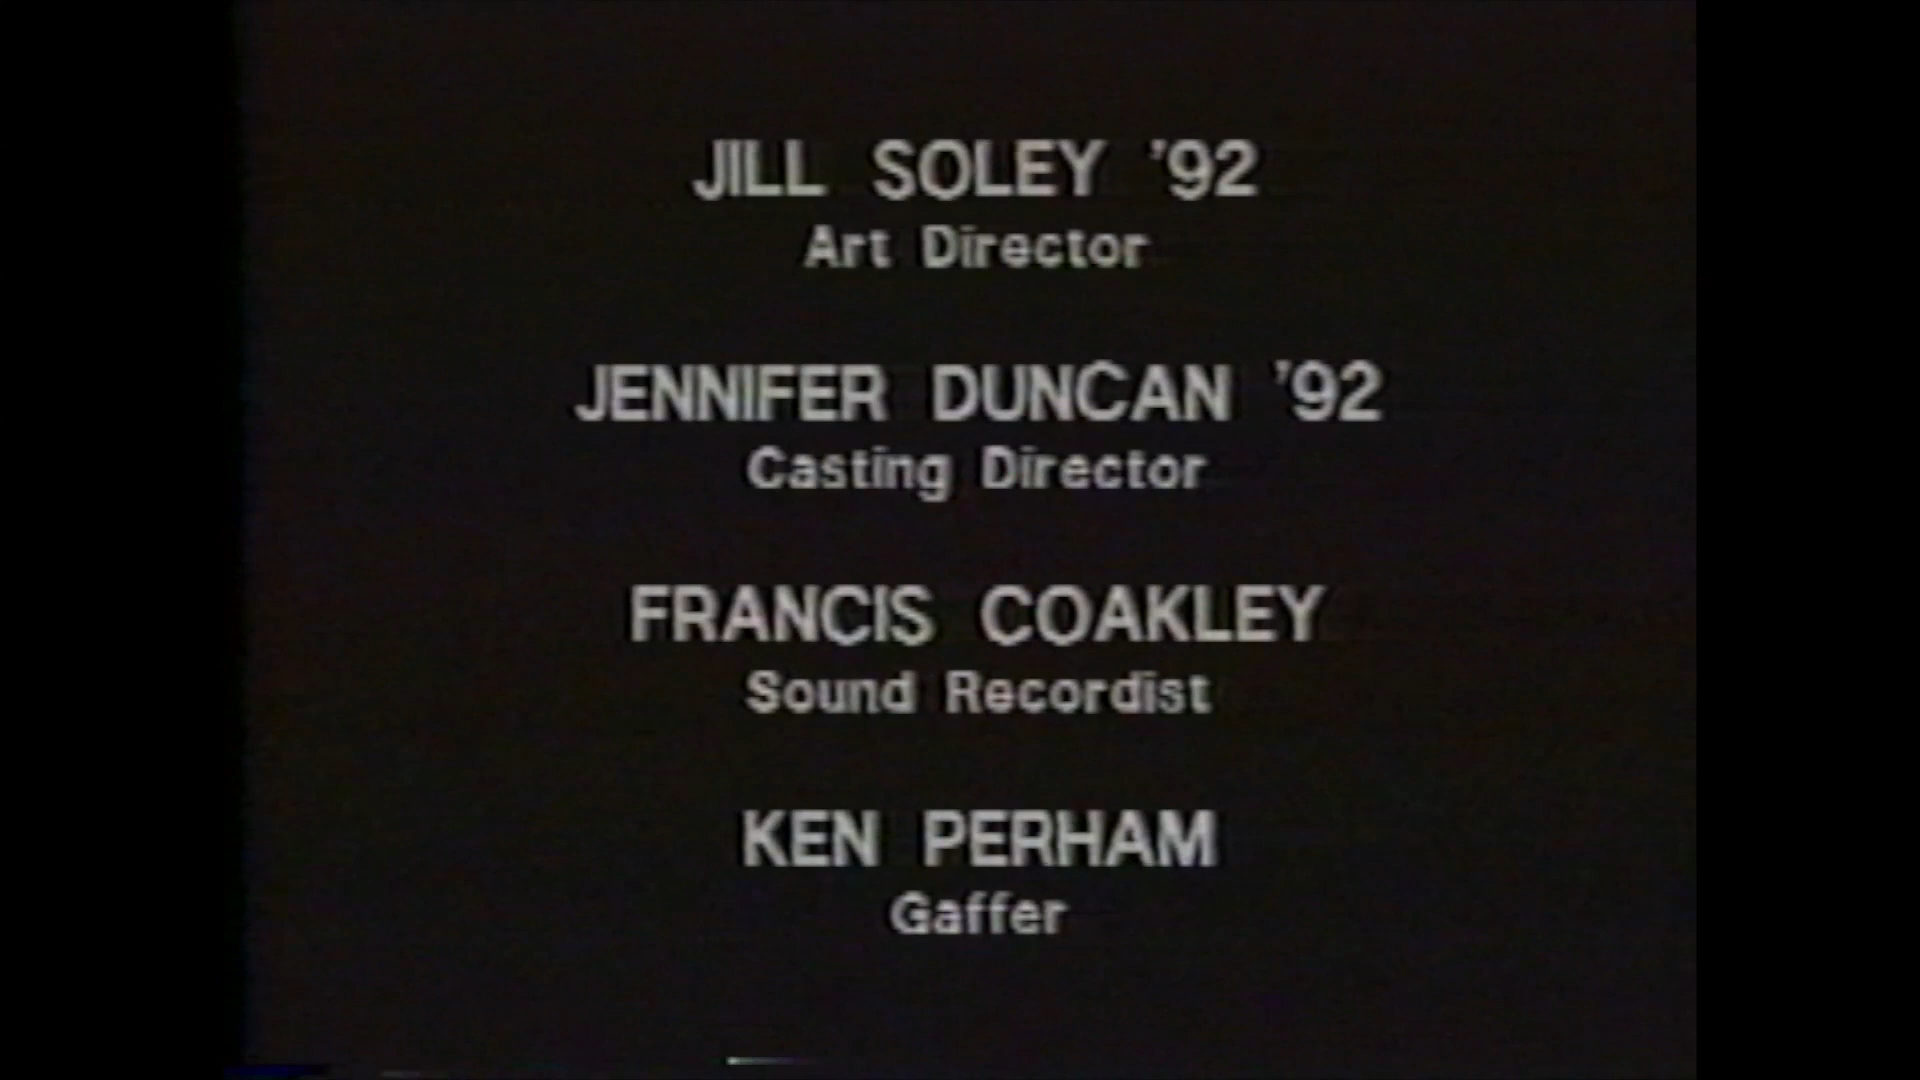 JILL SOLEY '92
Art Director
JENNIFER DUNCAN '92
Casting Director
FRANCIS COAKLEY
Sound Recordist
KEN PERHAM
Gaffer